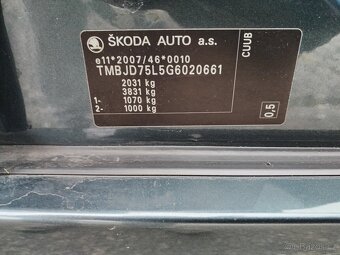 ŠKODA AUTO a.s.
e11*2007/46*0010
TMBJD75L5G6020661
2031 kg
3831 kg
1- 1070 kg
2- 1000 kg
CUUB
0,5